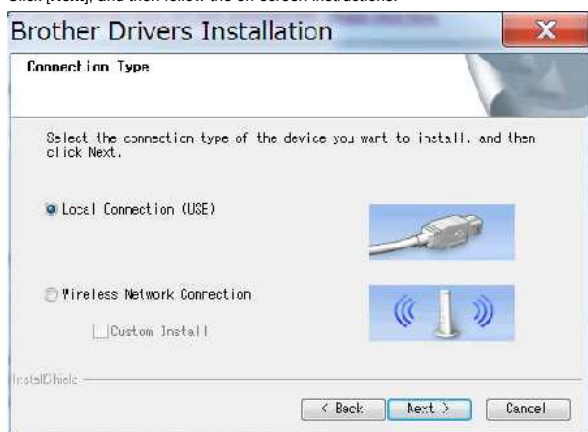 Click [Next], and then follow the on-screen instructions.
Brother Drivers Installation
Connection Type
Select the connection type of the device you want to install, and then
click Next.
Local Connection (USB)
Wireless Network Connection
Custom Install
InstallShield
< Back
Next >
Cancel